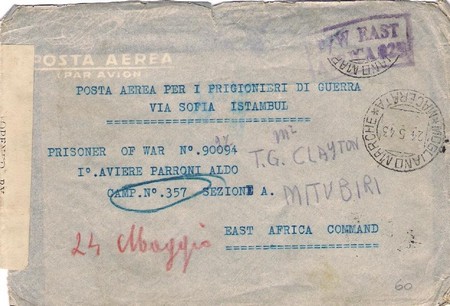 POSTA AEREA
(PAR AVION)
EAST
POSTA AEREA PER I PRIGIONIERI DI GUERRA
VIA SOFIA ISTAMBUL
PRISONER OF WAR No.90094
T.G. CLAYTON
I°.AVIERE PARRONI ALDO
CAMP.N°.357 SEZIONE A.
MITUBIRI
EAST AFRICA COMMAND
24 Maggio
60